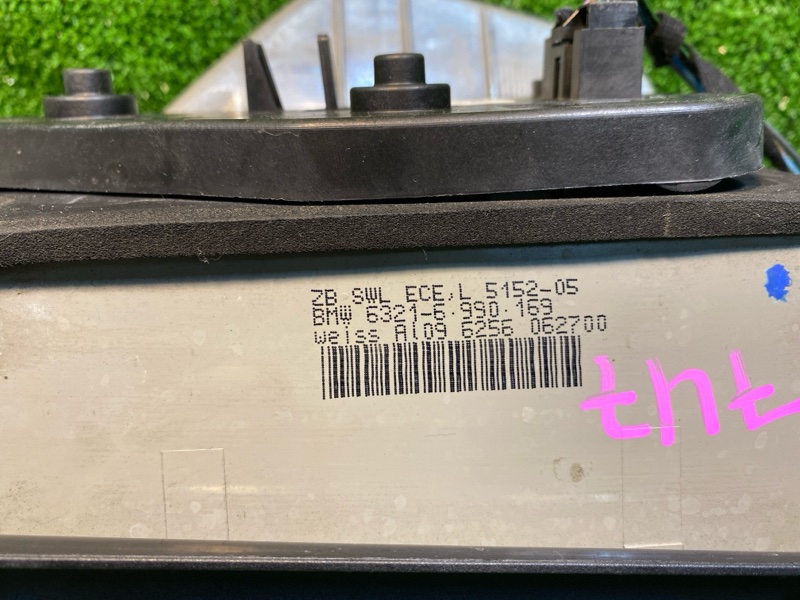 ZB SWL ECE,L 5152-05
BMW 6321-6.990.169
weiss Al09 6256 062700